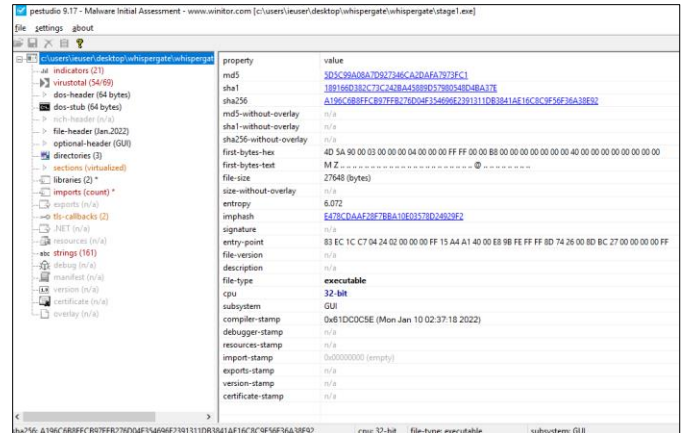 pestudio 9.17 - Malware Initial Assessment - www.winitor.com [c:\users\ieuser\desktop\whispergate\whispergate\stage1.exe]
file settings about
c:\users\ieuser\desktop\whispergate\whispergat
indicators (21)
virustotal (54/69)
dos-header (64 bytes)
dos-stub (64 bytes)
rich-header (n/a)
file-header (Jan.2022)
optional-header (GUI)
directories (3)
sections (virtualized)
libraries (2) *
imports (count) *
exports (n/a)
tls-callbacks (2)
.NET (n/a)
resources (n/a)
abc strings (161)
debug (n/a)
manifest (n/a)
version (n/a)
certificate (n/a)
overlay (n/a)
property value
md5 5D5C99A08A7D927346CA2DAFA7973FC1
sha1 189166D382C73C242BA45889D57980548D4BA37E
sha256 A196C6B8FFCB97FFB276D04F354696E2391311DB3841AE16C8C9F56F36A38E92
md5-without-overlay n/a
sha1-without-overlay n/a
sha256-without-overlay n/a
first-bytes-hex 4D 5A 90 00 03 00 00 00 04 00 00 00 FF FF 00 00 B8 00 00 00 00 00 00 00 40 00 00 00 00 00 00 00
first-bytes-text M Z .. .. .. .. .. .. .. .. .. .. .. .. .. .. .. .. .. .. .. .. @ .. .. .. .. .. .. ..
file-size 27648 (bytes)
size-without-overlay n/a
entropy 6.072
imphash E478CDAAF28F7BBA10E03578D24929F2
signature n/a
entry-point 83 EC 1C C7 04 24 02 00 00 00 FF 15 A4 A1 40 00 E8 9B FE FF FF 8D 74 26 00 8D BC 27 00 00 00 00 FF
file-version n/a
description n/a
file-type executable
cpu 32-bit
subsystem GUI
compiler-stamp 0x61DC0C5E (Mon Jan 10 02:37:18 2022)
debugger-stamp n/a
resources-stamp n/a
import-stamp 0x00000000 (empty)
exports-stamp n/a
version-stamp n/a
certificate-stamp n/a
sha256: A196C6B8FFCB97FFB276D04F354696E2391311DB3841AE16C8C9F56F36A38E92 cpu: 32-bit file-type: executable subsystem: GUI